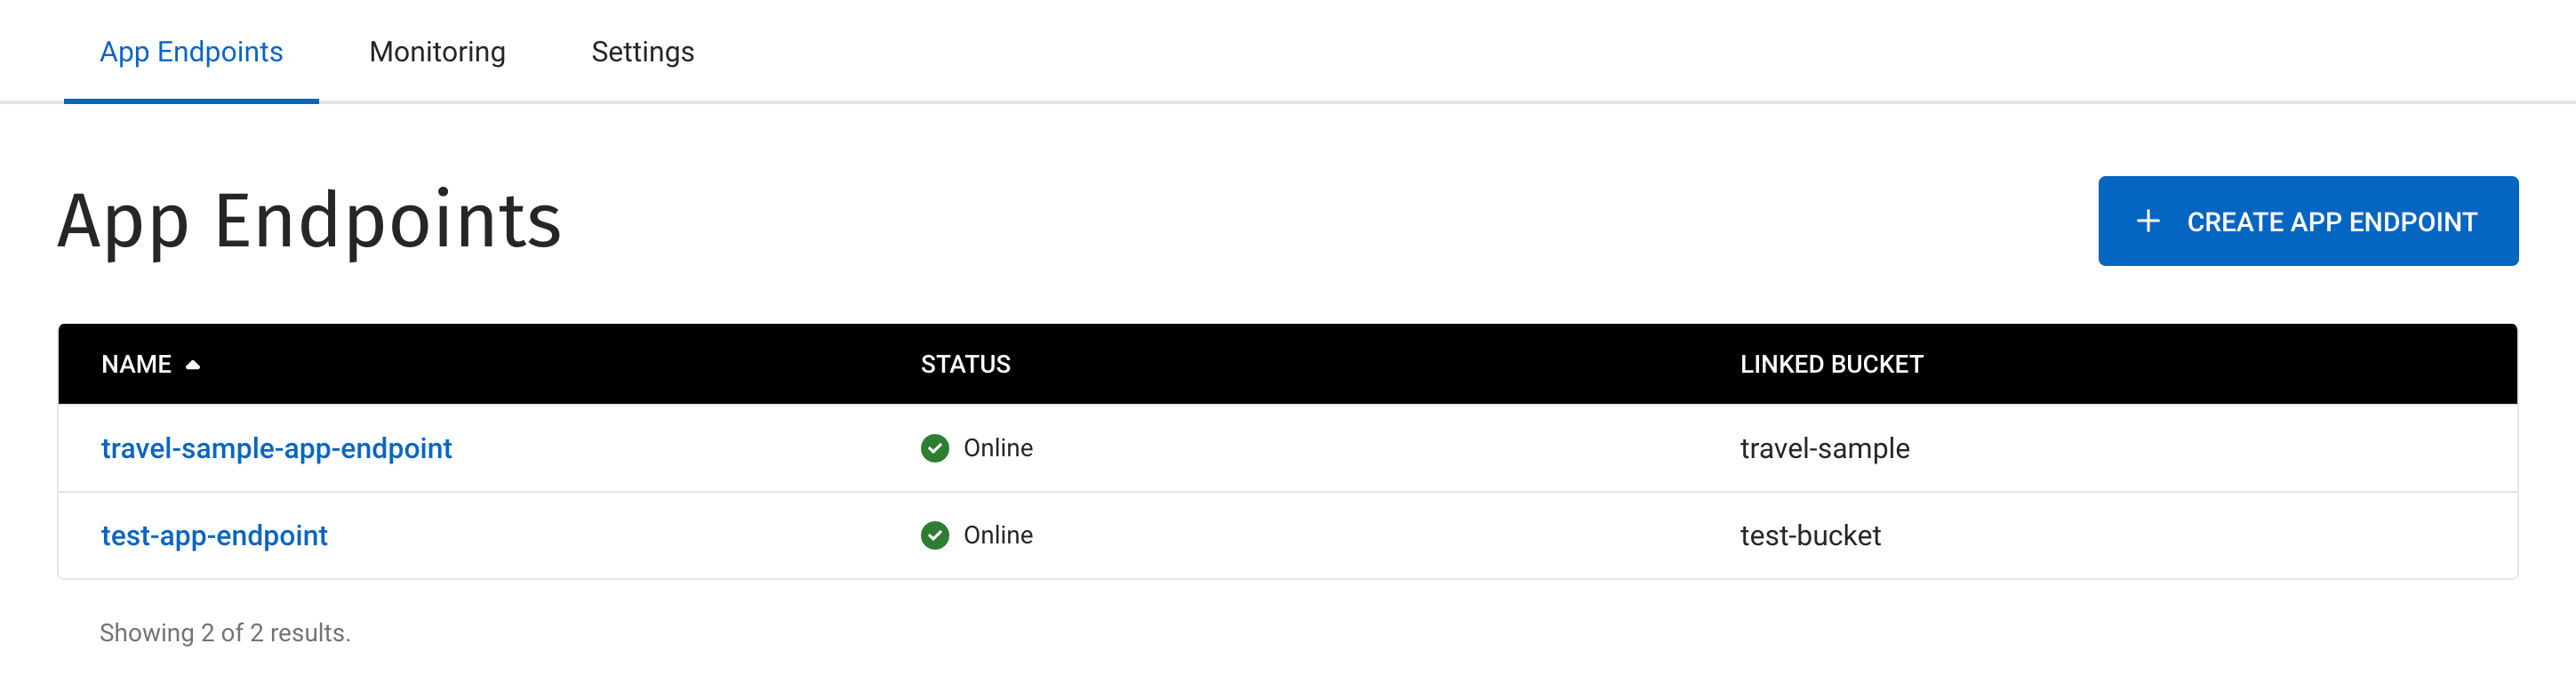 App Endpoints Monitoring Settings
App Endpoints
CREATE APP ENDPOINT
NAME STATUS LINKED BUCKET
travel-sample-app-endpoint Online travel-sample
test-app-endpoint Online test-bucket
Showing 2 of 2 results.